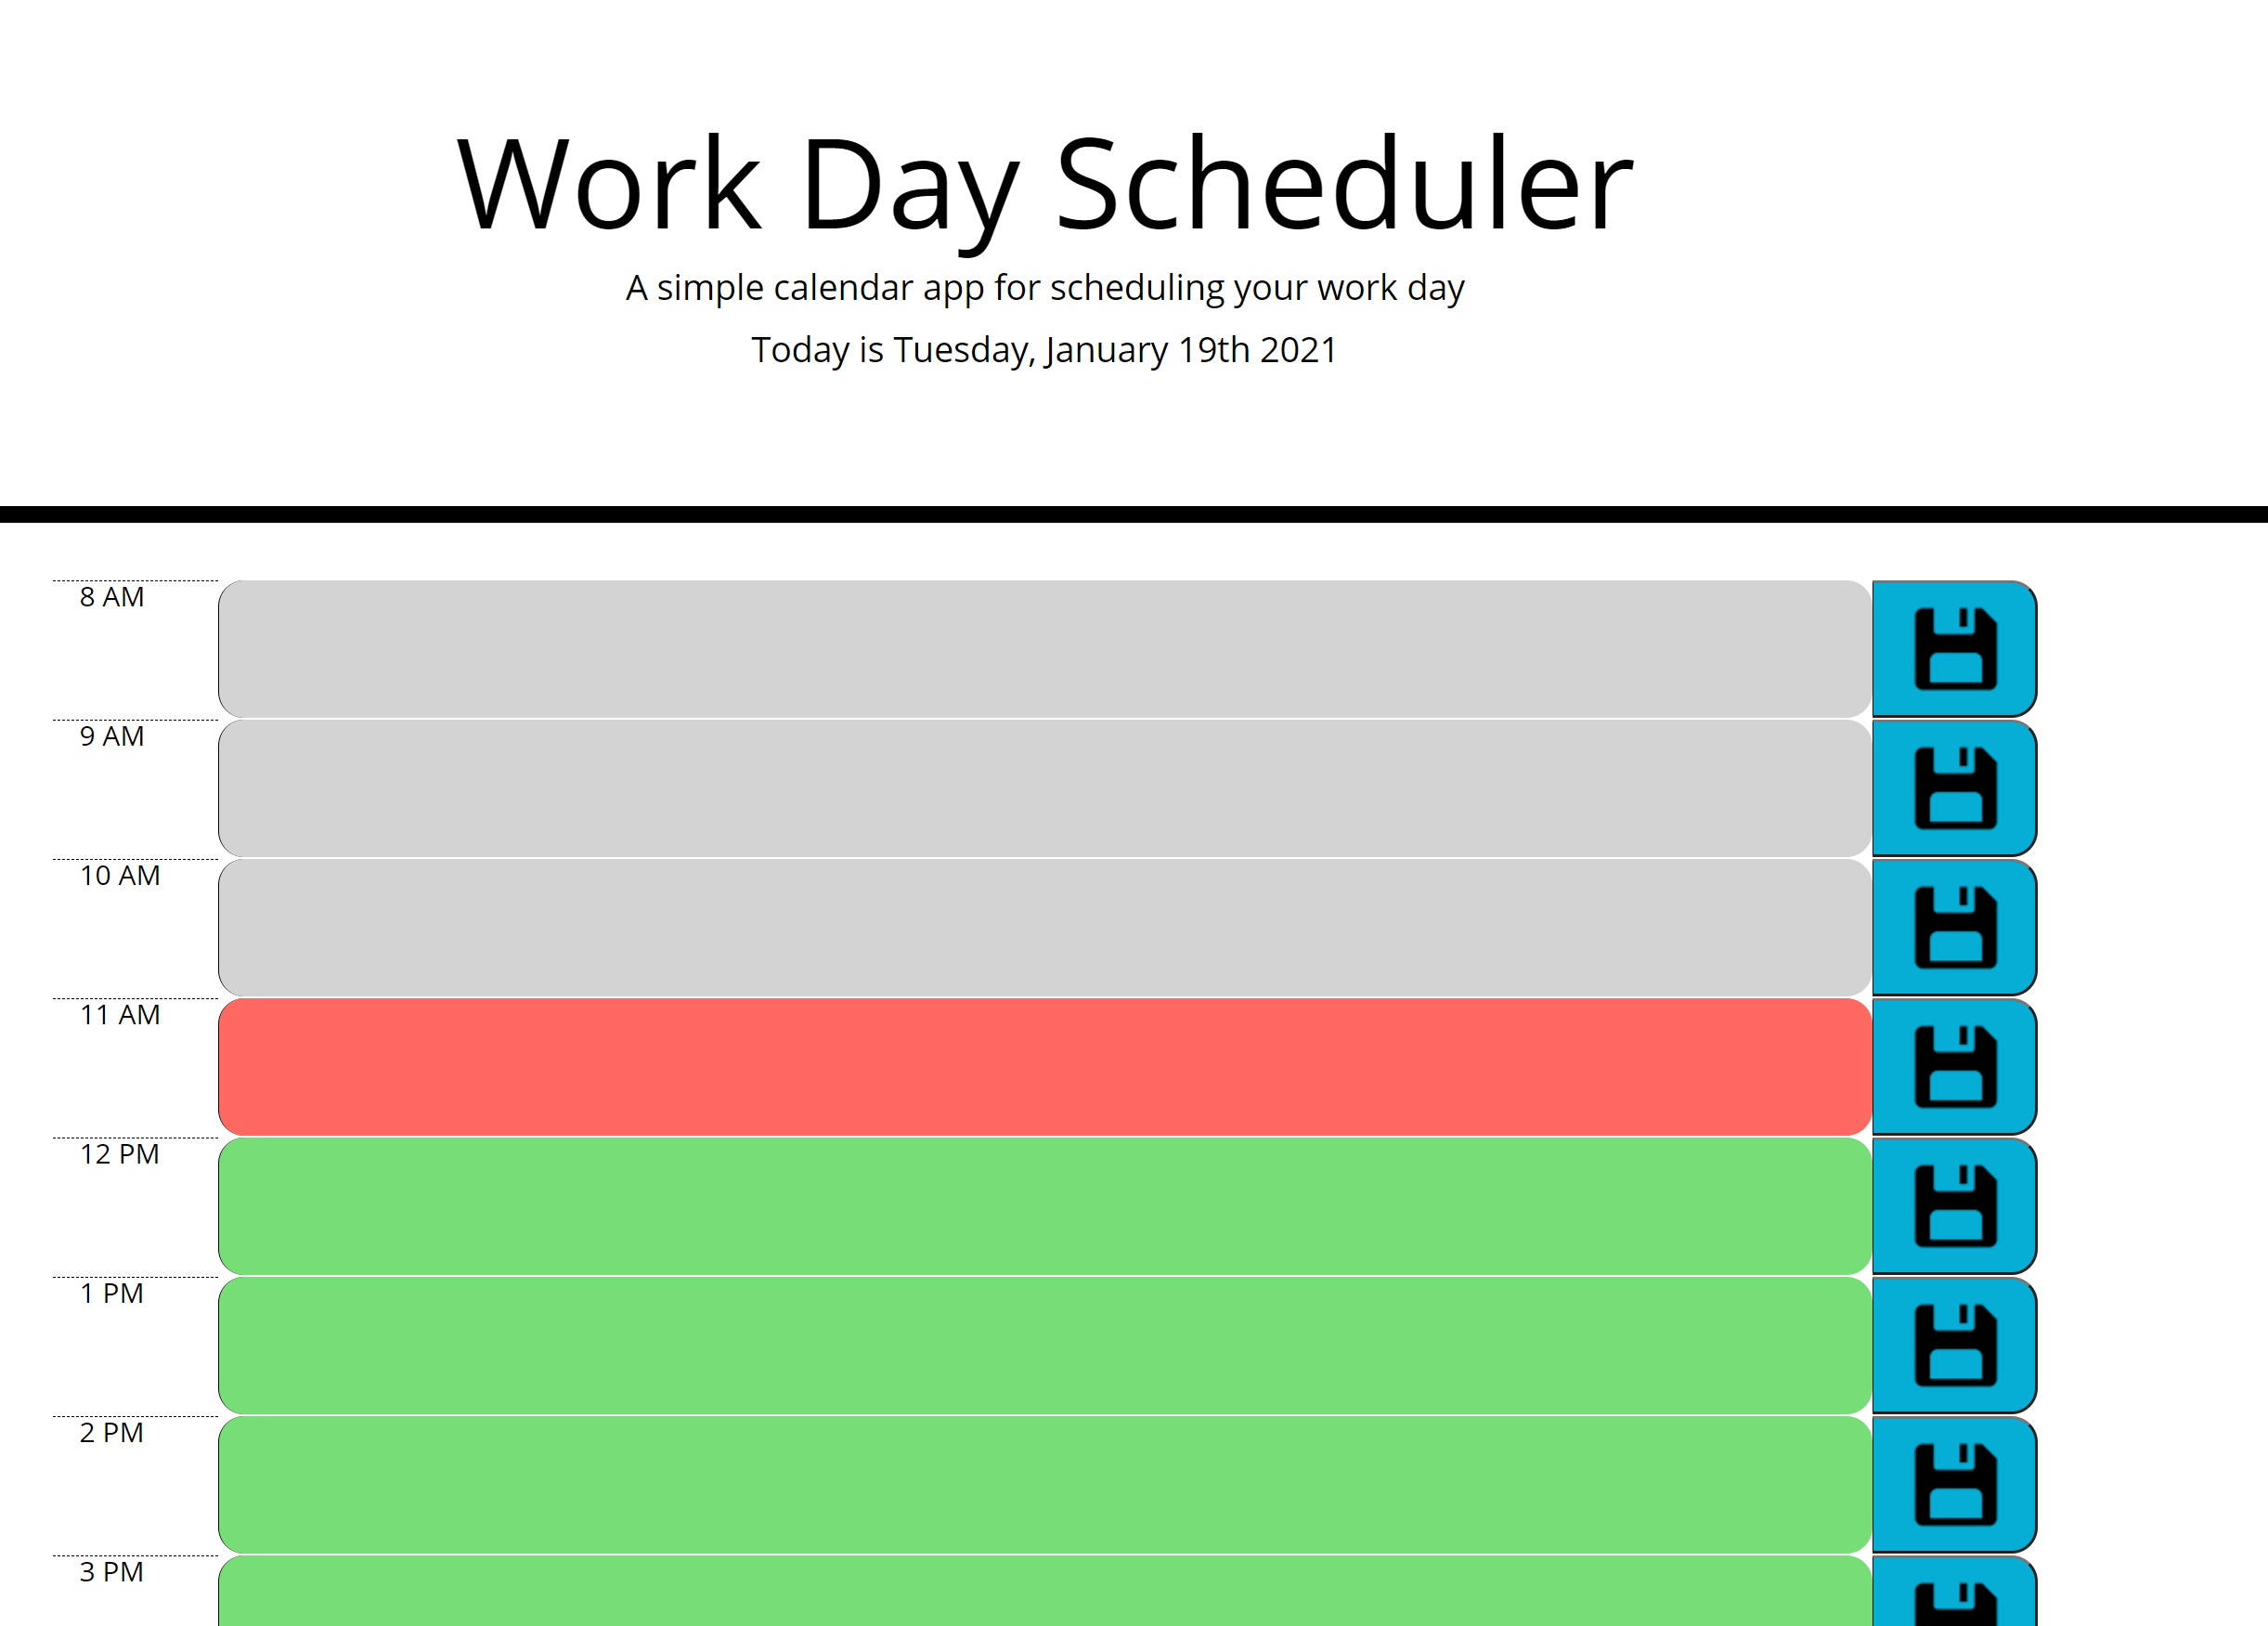 Work Day Scheduler
A simple calendar app for scheduling your work day
Today is Tuesday, January 19th 2021
8 AM
9 AM
10 AM
11 AM
12 PM
1 PM
2 PM
3 PM